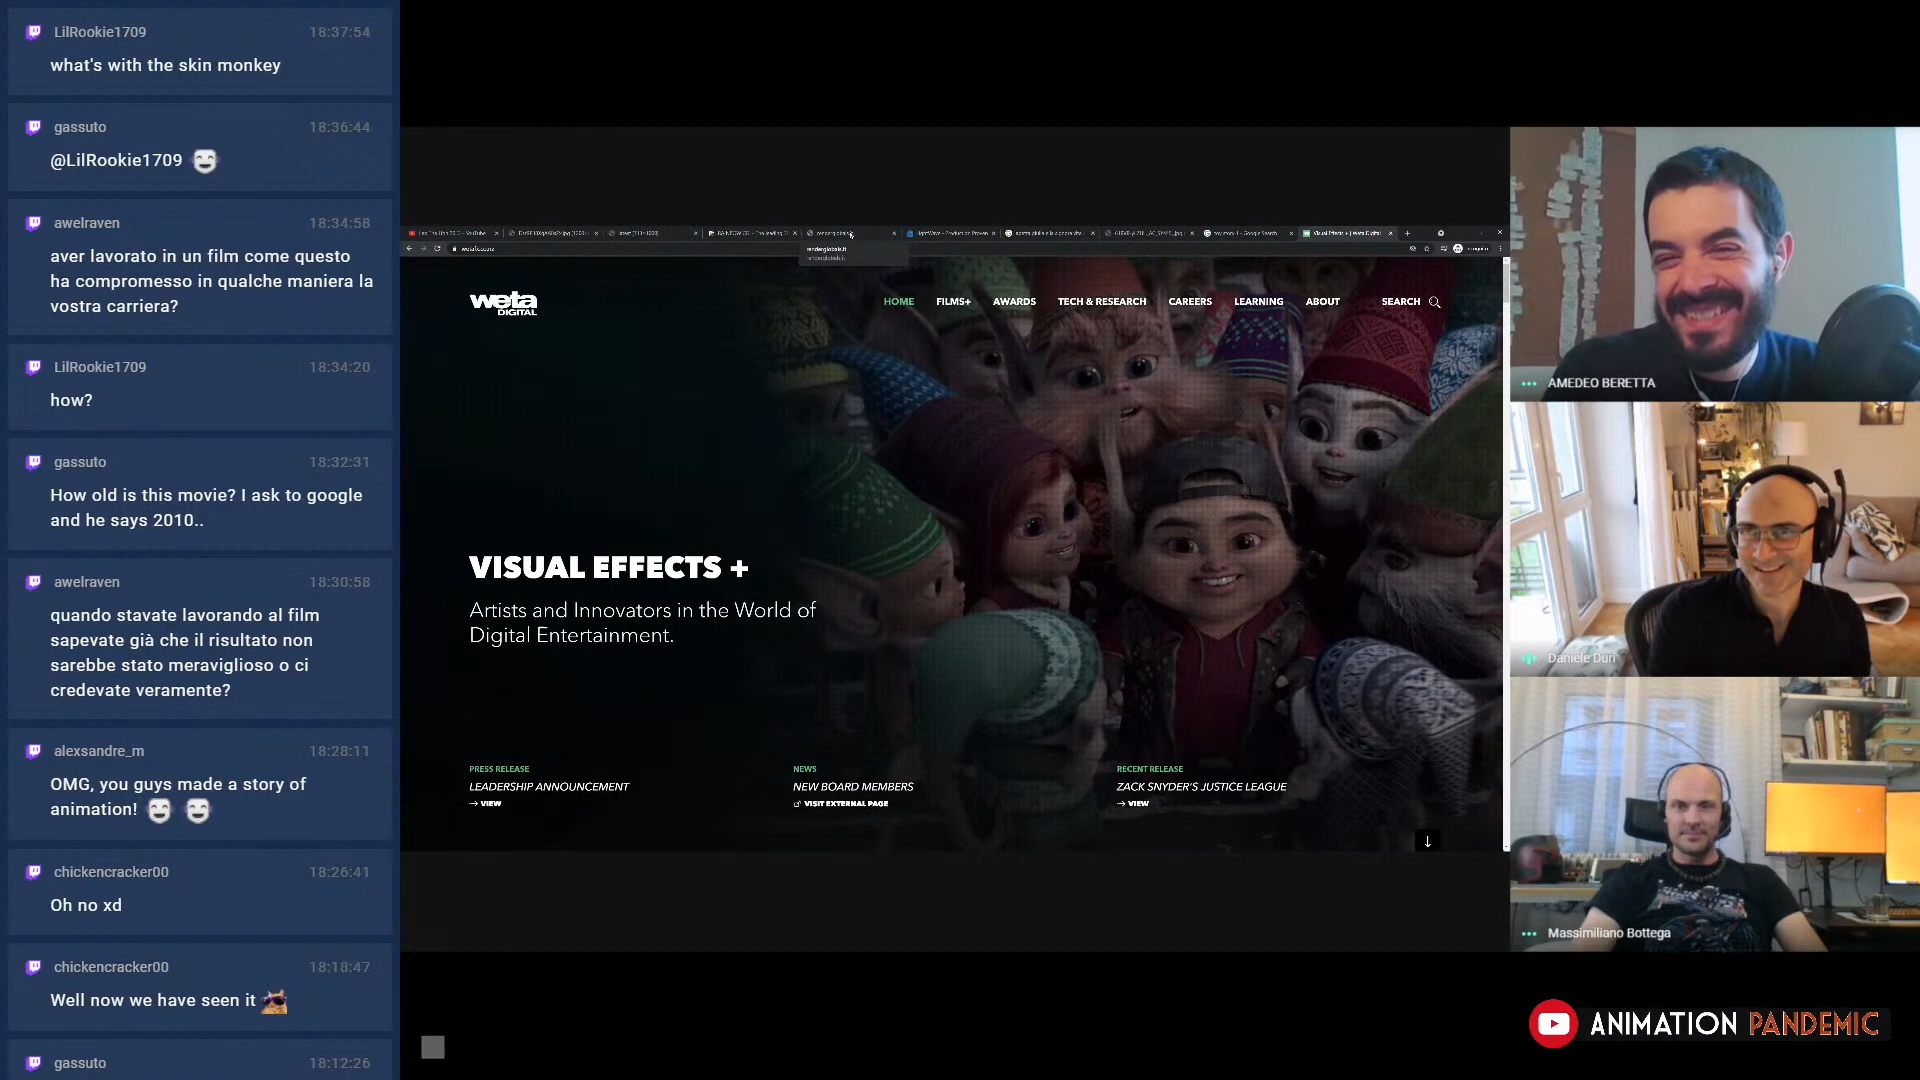 LilRookie1709 18:37:54
what's with the skin monkey
gassuto 18:36:44
@LilRookie1709
awelraven 18:34:58
aver lavorato in un film come questo
ha compromesso in qualche maniera la
vostra carriera?
LilRookie1709 18:34:20
how?
gassuto 18:32:31
How old is this movie? I ask to google
and he says 2010..
awelraven 18:30:58
quando stavate lavorando al film
sapevate già che il risultato non
sarebbe stato meraviglioso o ci
credevate veramente?
alexsandre_m 18:28:11
OMG, you guys made a story of
animation!
chickencracker00 18:26:41
Oh no xd
chickencracker00 18:18:47
Well now we have seen it
gassuto 18:12:26
renderglobals.it
renderglobals.it
weta
DIGITAL
HOME FILMS+ AWARDS TECH & RESEARCH CAREERS LEARNING ABOUT SEARCH
VISUAL EFFECTS +
Artists and Innovators in the World of
Digital Entertainment.
PRESS RELEASE
LEADERSHIP ANNOUNCEMENT
VIEW
NEWS
NEW BOARD MEMBERS
VISIT EXTERNAL PAGE
RECENT RELEASE
ZACK SNYDER'S JUSTICE LEAGUE
VIEW
AMEDEO BERETTA
Daniele Duri
Massimiliano Bottega
ANIMATION PANDEMIC